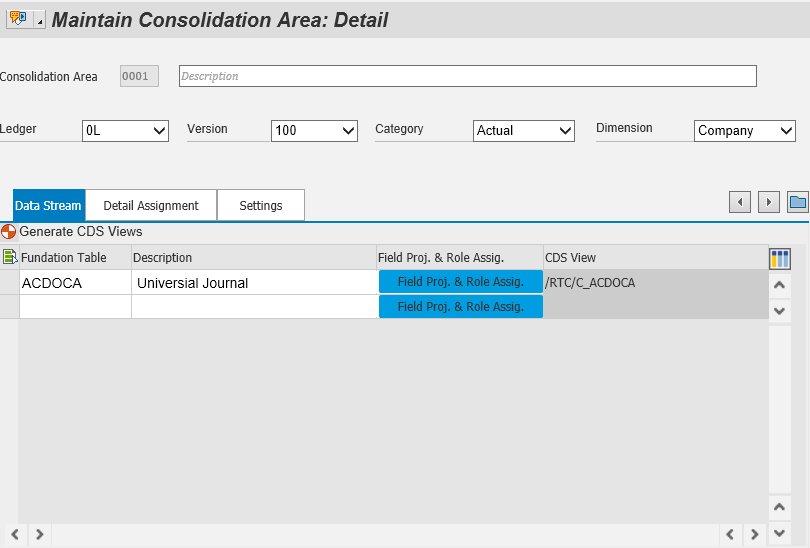 Maintain Consolidation Area: Detail
Consolidation Area 0001 Description
Ledger 0L Version 100 Category Actual Dimension Company
Data Stream Detail Assignment Settings
Generate CDS Views
Fundation Table Description Field Proj. & Role Assig. CDS View
ACDOCA Universial Journal Field Proj. & Role Assig. /RTC/C_ACDOCA
Field Proj. & Role Assig.